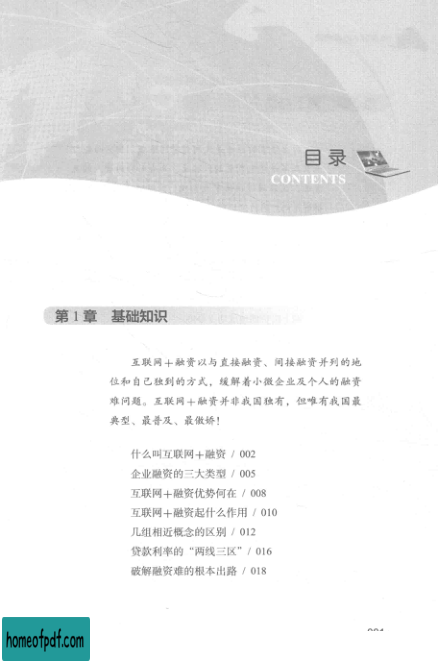 目录
CONTENTS
第1章 基础知识
互联网＋融资以与直接融资、间接融资并列的地
位和自己独到的方式，缓解着小微企业及个人的融资
难问题。互联网＋融资并非我国独有，但唯有我国最
典型、最普及、最傲娇！
什么叫互联网＋融资 / 002
企业融资的三大类型 / 005
互联网＋融资优势何在 / 008
互联网＋融资起什么作用 / 010
几组相近概念的区别 / 012
贷款利率的“两线三区” / 016
破解融资难的根本出路 / 018
homeofpdf.com